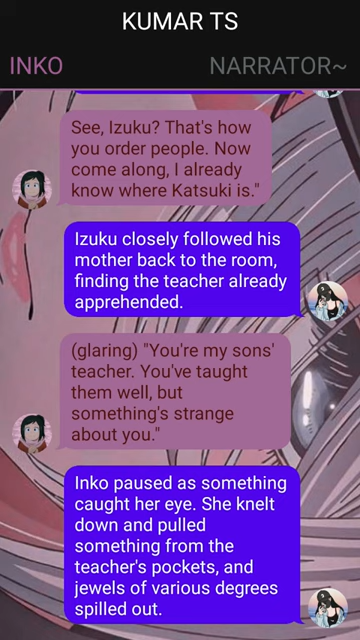 KUMAR TS
INKO
NARRATOR~
See, Izuku? That's how
you order people. Now
come along, I already
know where Katsuki is."
Izuku closely followed his
mother back to the room,
finding the teacher already
apprehended.
(glaring) "You're my sons'
teacher. You've taught
them well, but
something's strange
about you."
Inko paused as something
caught her eye. She knelt
down and pulled
something from the
teacher's pockets, and
jewels of various degrees
spilled out.